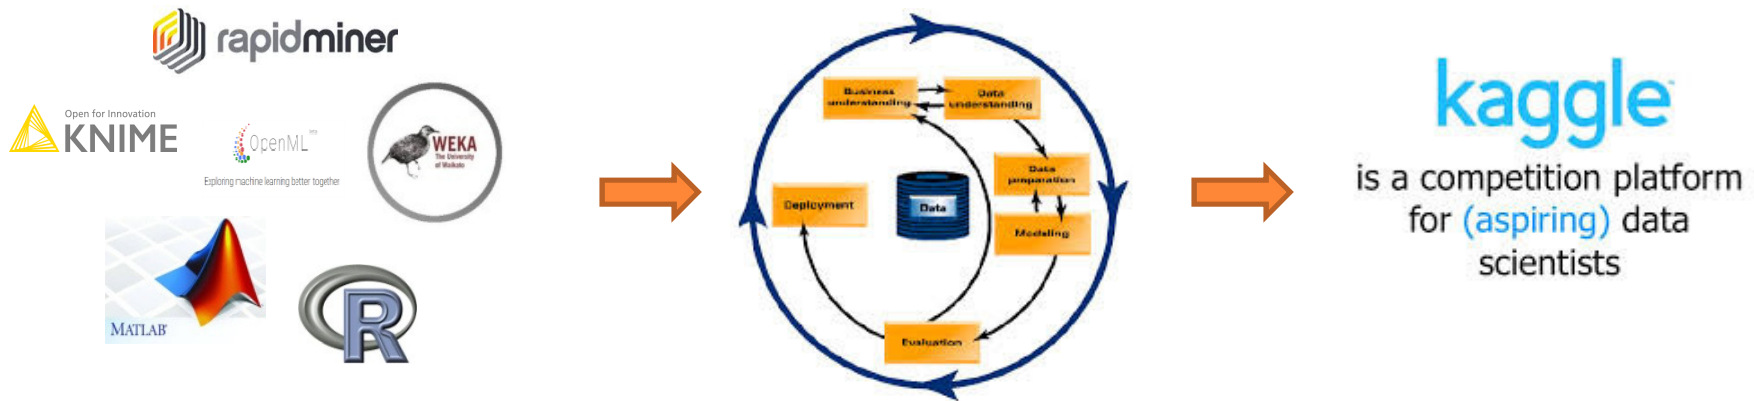 rapidminer
Open for Innovation
KNIME
OpenML
Exploring machine learning better together
WEKA
The University
of Waikato
MATLAB
R
Business
understanding
Data
understanding
Data
preparation
Modeling
Data
Deployment
Evaluation
kaggle
is a competition platform
for (aspiring) data
scientists